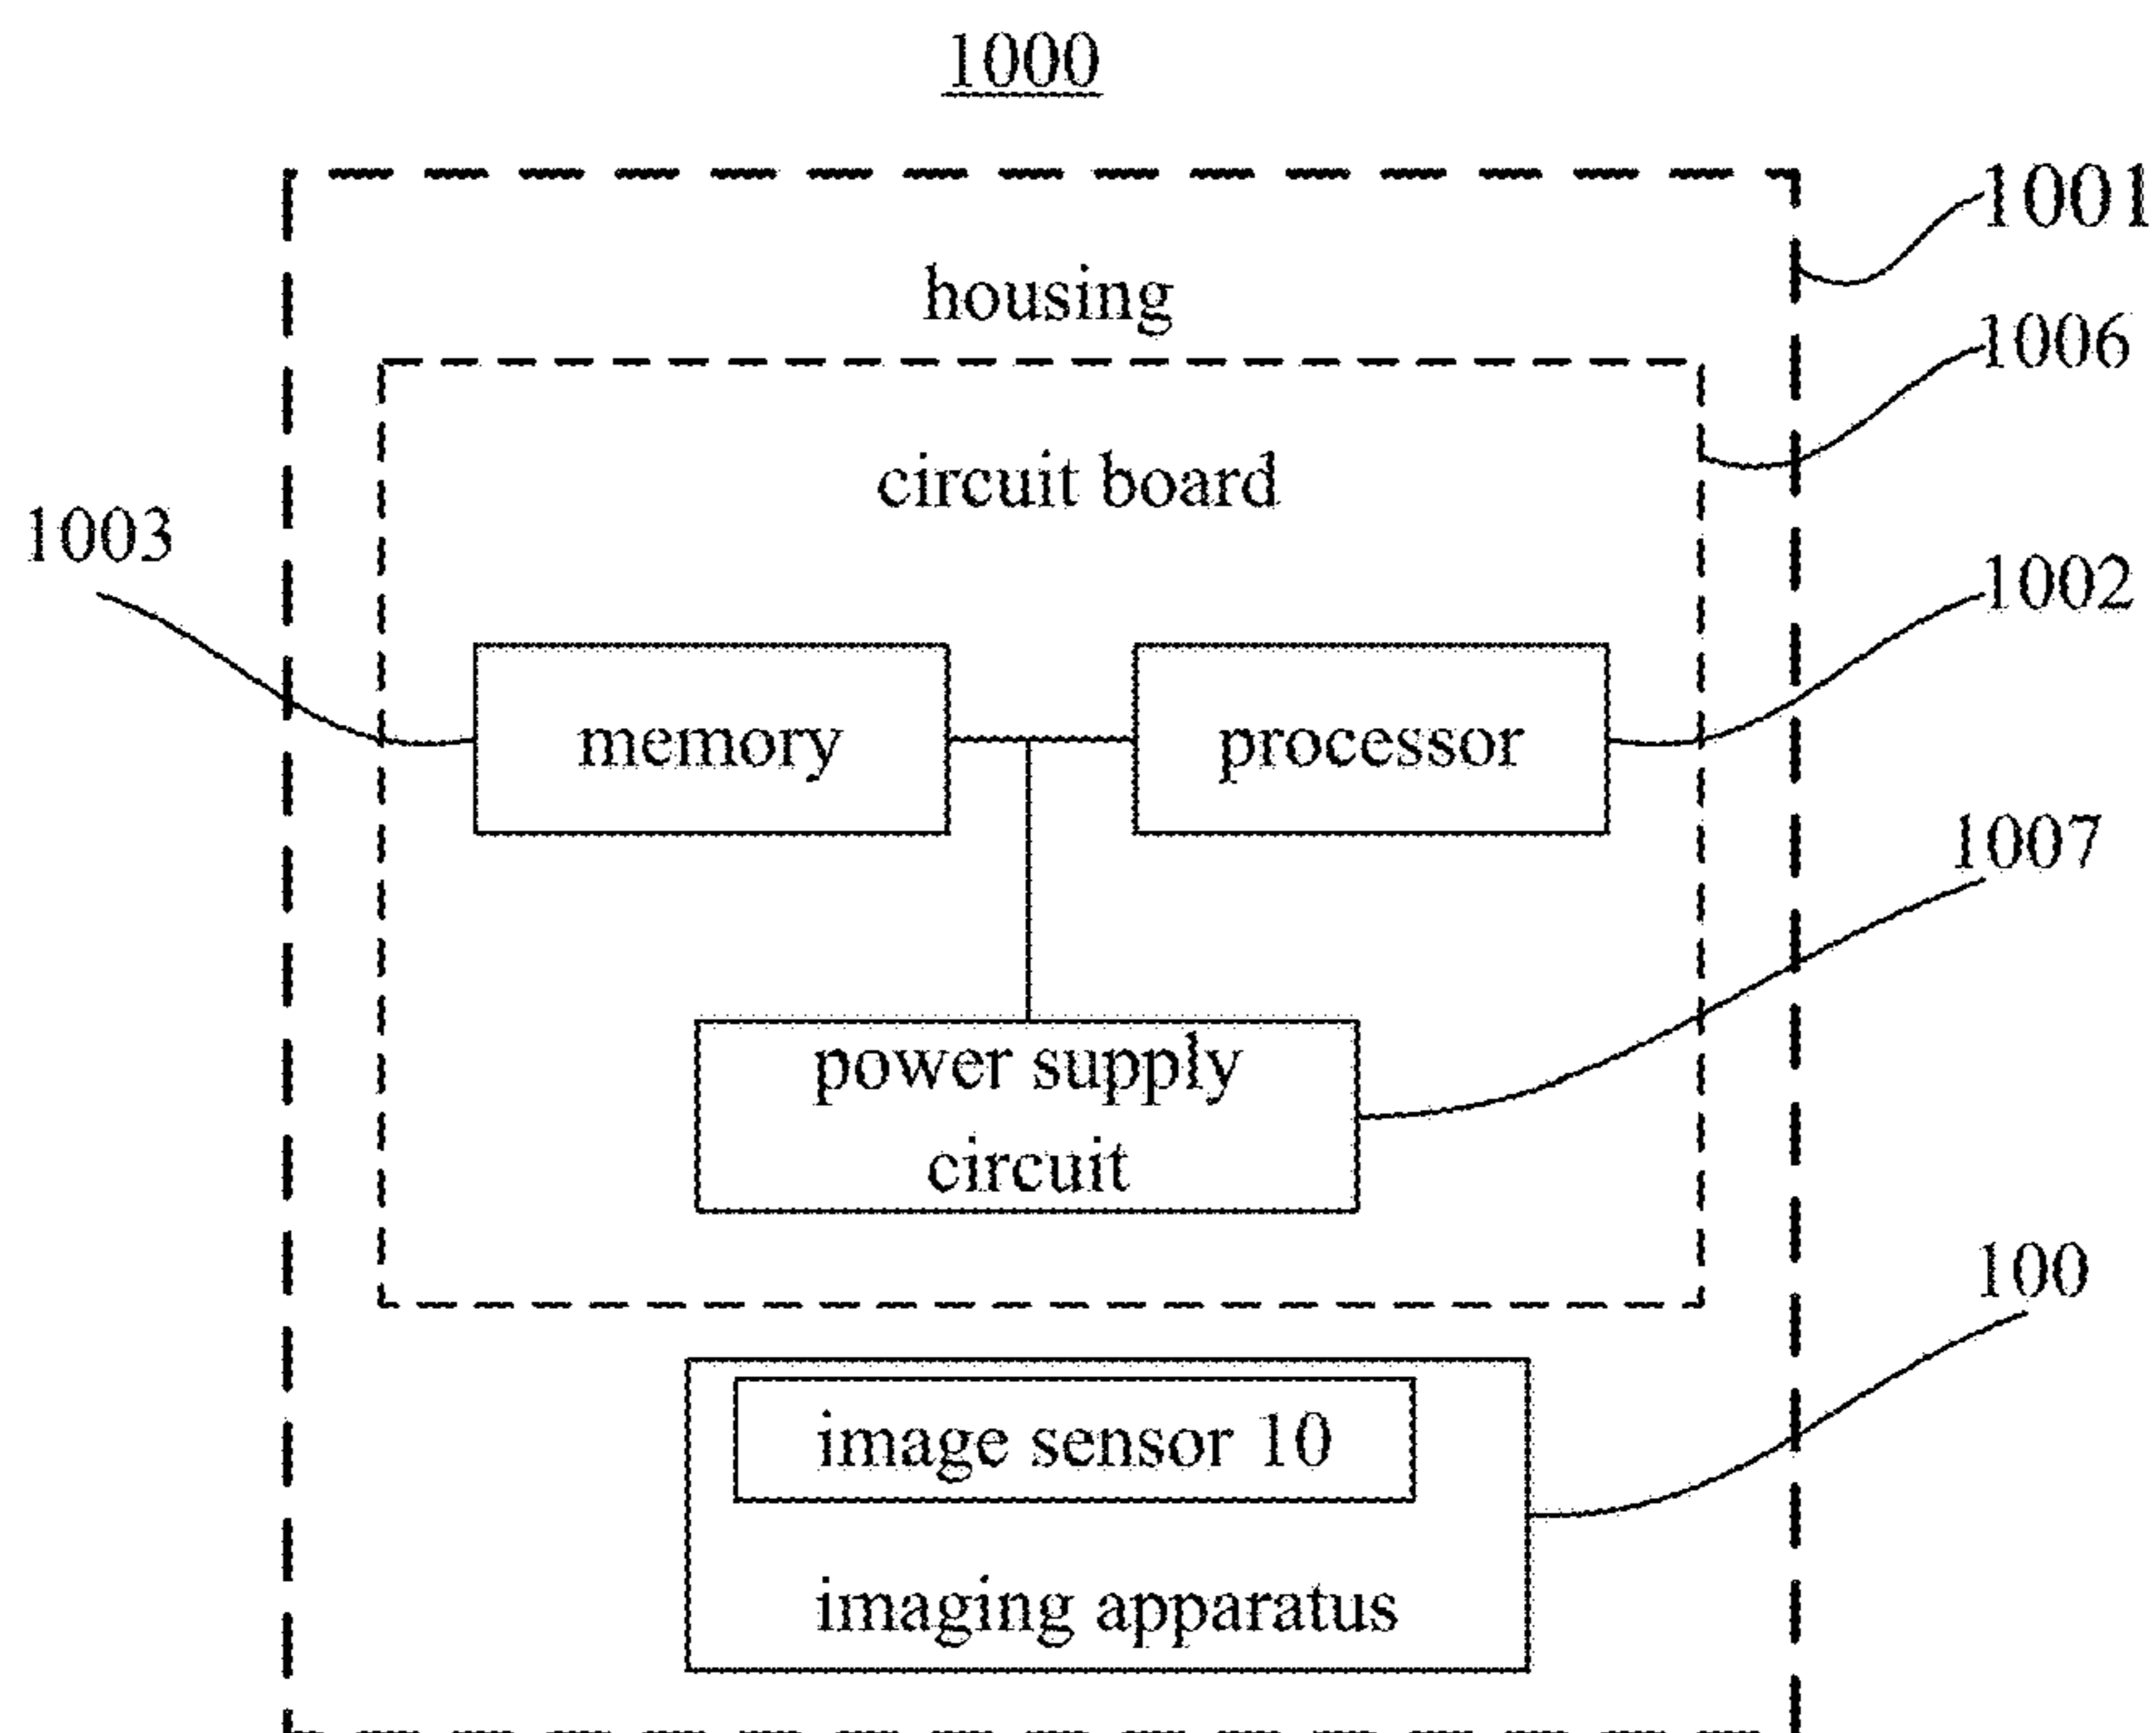 1000
1001
housing
1006
circuit board
1003
1002
memory
processor
1007
power supply
circuit
100
image sensor 10
imaging apparatus